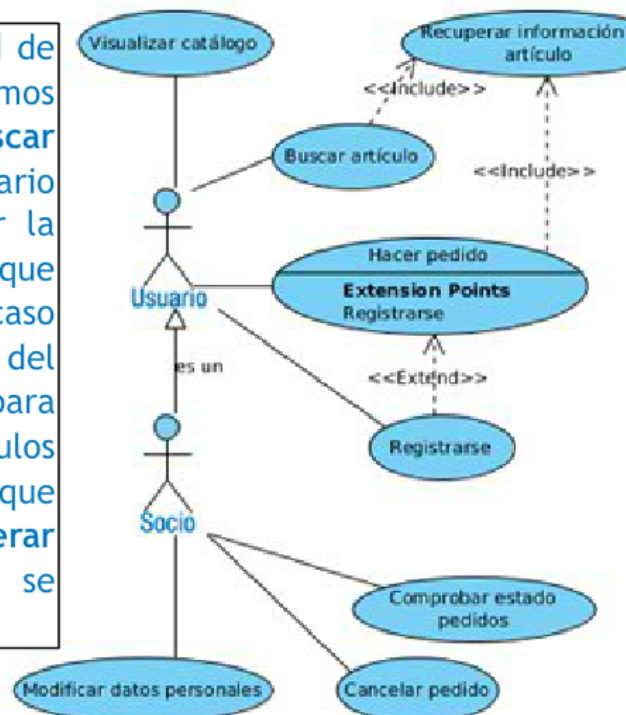 d de
mos
scar
ario
r la
que
caso
del
para
ulos
que
erar
se
Visualizar catálogo
Recuperar información
artículo
<<Include>>
Buscar artículo
<<Include>>
Usuario
Hacer pedido
Extension Points
Registrarse
es un
<<Extend>>
Registrarse
Socio
Comprobar estado
pedidos
Modificar datos personales
Cancelar pedido